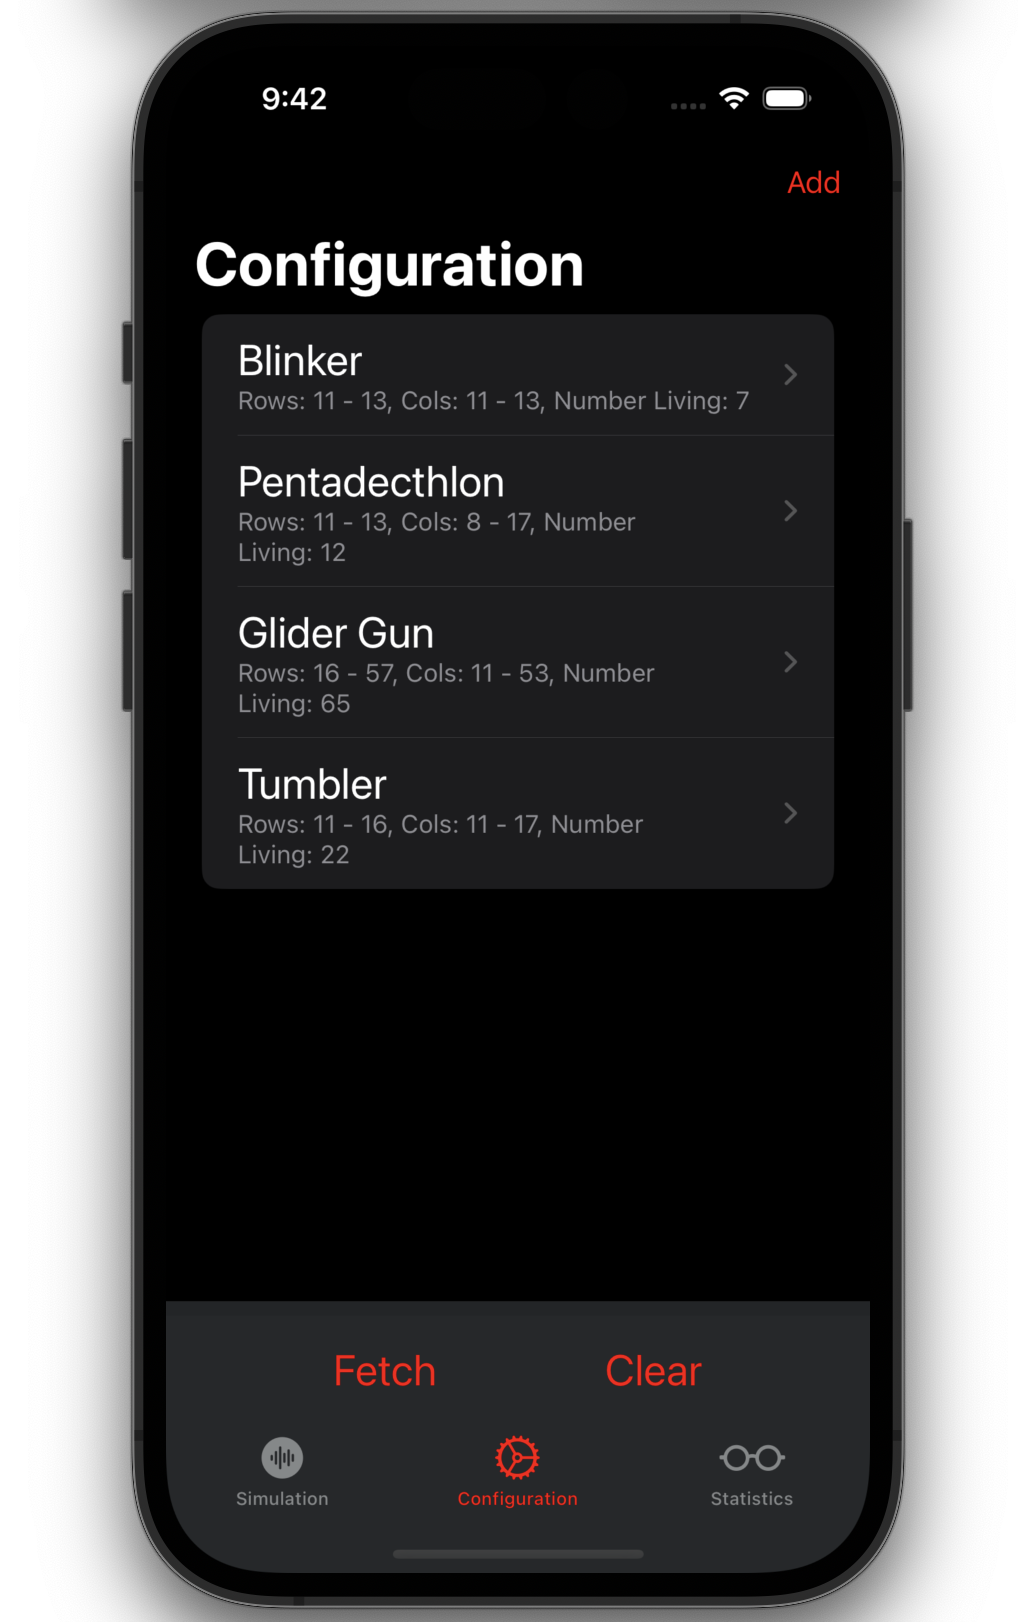 9:42
Add
Configuration
Blinker
Rows: 11 - 13, Cols: 11 - 13, Number Living: 7
Pentadecthlon
Rows: 11 - 13, Cols: 8 - 17, Number
Living: 12
Glider Gun
Rows: 16 - 57, Cols: 11 - 53, Number
Living: 65
Tumbler
Rows: 11 - 16, Cols: 11 - 17, Number
Living: 22
Fetch Clear
Simulation Configuration Statistics